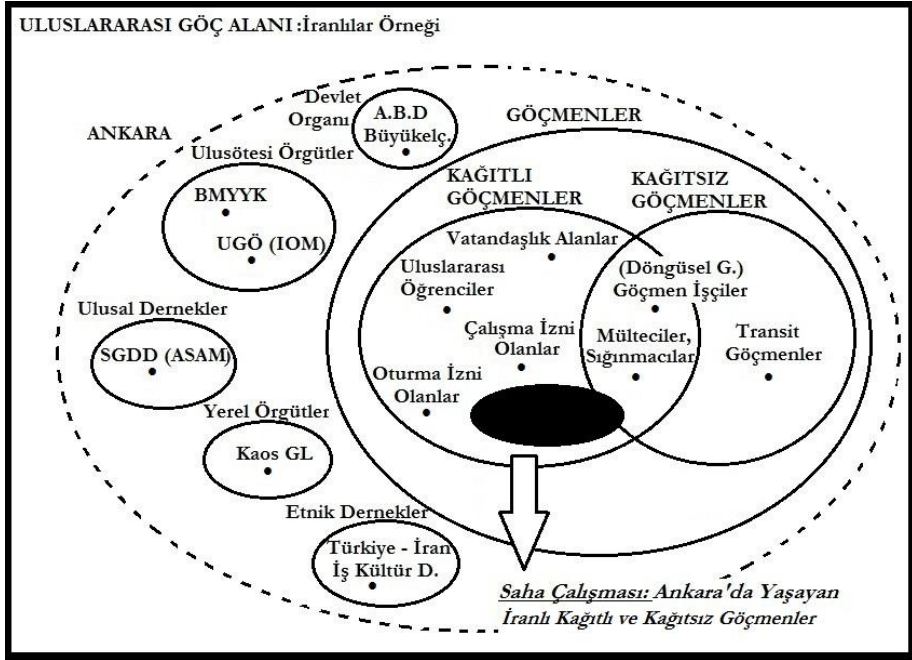 ULUSLARARASI GÖÇ ALANI :İranlılar Örneği
Devlet
Organı
A.B.D
Büyükelç.
ANKARA
Ulusötesi Örgütler
BMYYK
UGÖ (IOM)
Ulusal Dernekler
SGDD (ASAM)
Yerel Örgütler
Kaos GL
Etnik Dernekler
Türkiye - İran
İş Kültür D.
GÖÇMENLER
KAĞITLI
GÖÇMENLER
KAĞITSIZ
GÖÇMENLER
Vatandaşlık Alanlar
Uluslararası
Öğrenciler
Çalışma İzni
Olanlar
Oturma İzni
Olanlar
(Döngüsel G.)
Göçmen İşçiler
Mülteciler,
Sığınmacılar
Transit
Göçmenler
Saha Çalışması: Ankara'da Yaşayan
İranlı Kağıtlı ve Kağıtsız Göçmenler